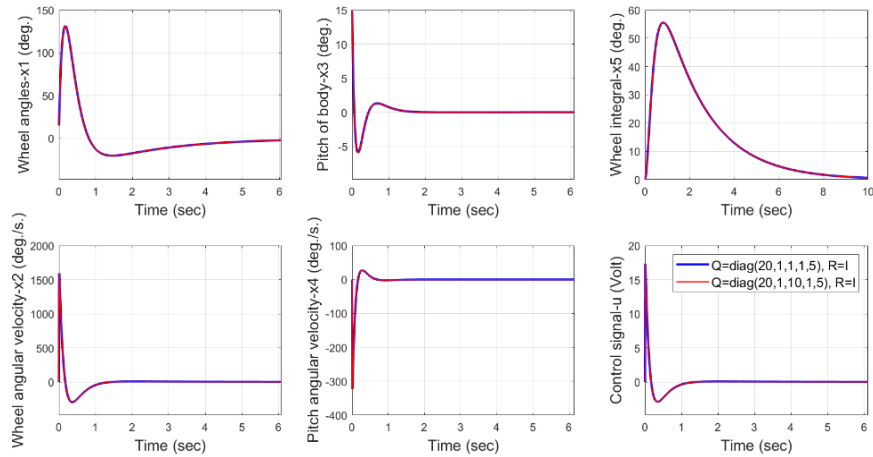 150
100
50
0
Wheel angles-x1 (deg.)
0 1 2 3 4 5 6
Time (sec)
15
10
5
0
-5
Pitch of body-x3 (deg.)
0 1 2 3 4 5 6
Time (sec)
60
50
40
30
20
10
0
Wheel integral-x5 (deg.)
0 2 4 6 8 10
Time (sec)
2000
1500
1000
500
0
-500
Wheel angular velocity-x2 (deg./s.)
0 1 2 3 4 5 6
Time (sec)
100
0
-100
-200
-300
-400
Pitch angular velocity-x4 (deg./s.)
0 1 2 3 4 5 6
Time (sec)
20
15
10
5
0
-5
Control signal-u (Volt)
Q=diag(20,1,1,1,5), R=I
Q=diag(20,1,10,1,5), R=I
0 1 2 3 4 5 6
Time (sec)